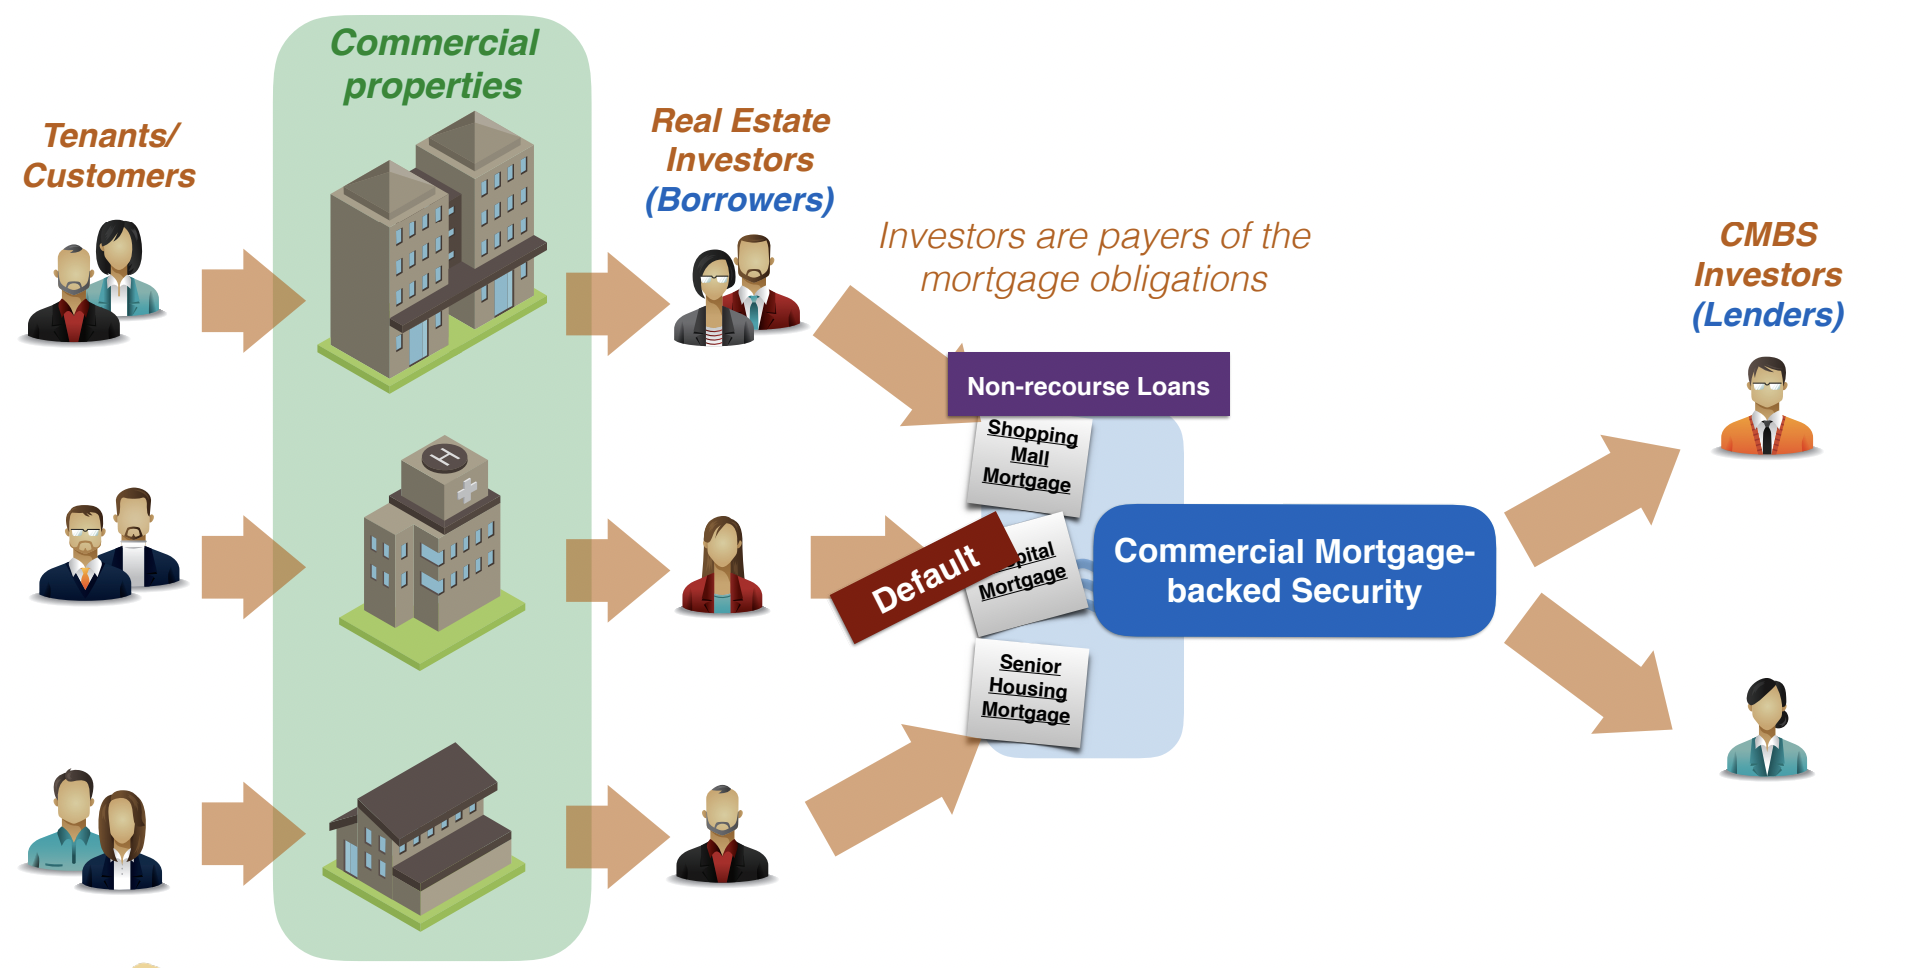 Commercial
properties
Tenants/
Customers
Real Estate
Investors
(Borrowers)
Investors are payers of the
mortgage obligations
CMBS
Investors
(Lenders)
Non-recourse Loans
Shopping
Mall
Mortgage
Default
pital
Mortgage
Commercial Mortgage-
backed Security
Senior
Housing
Mortgage
H